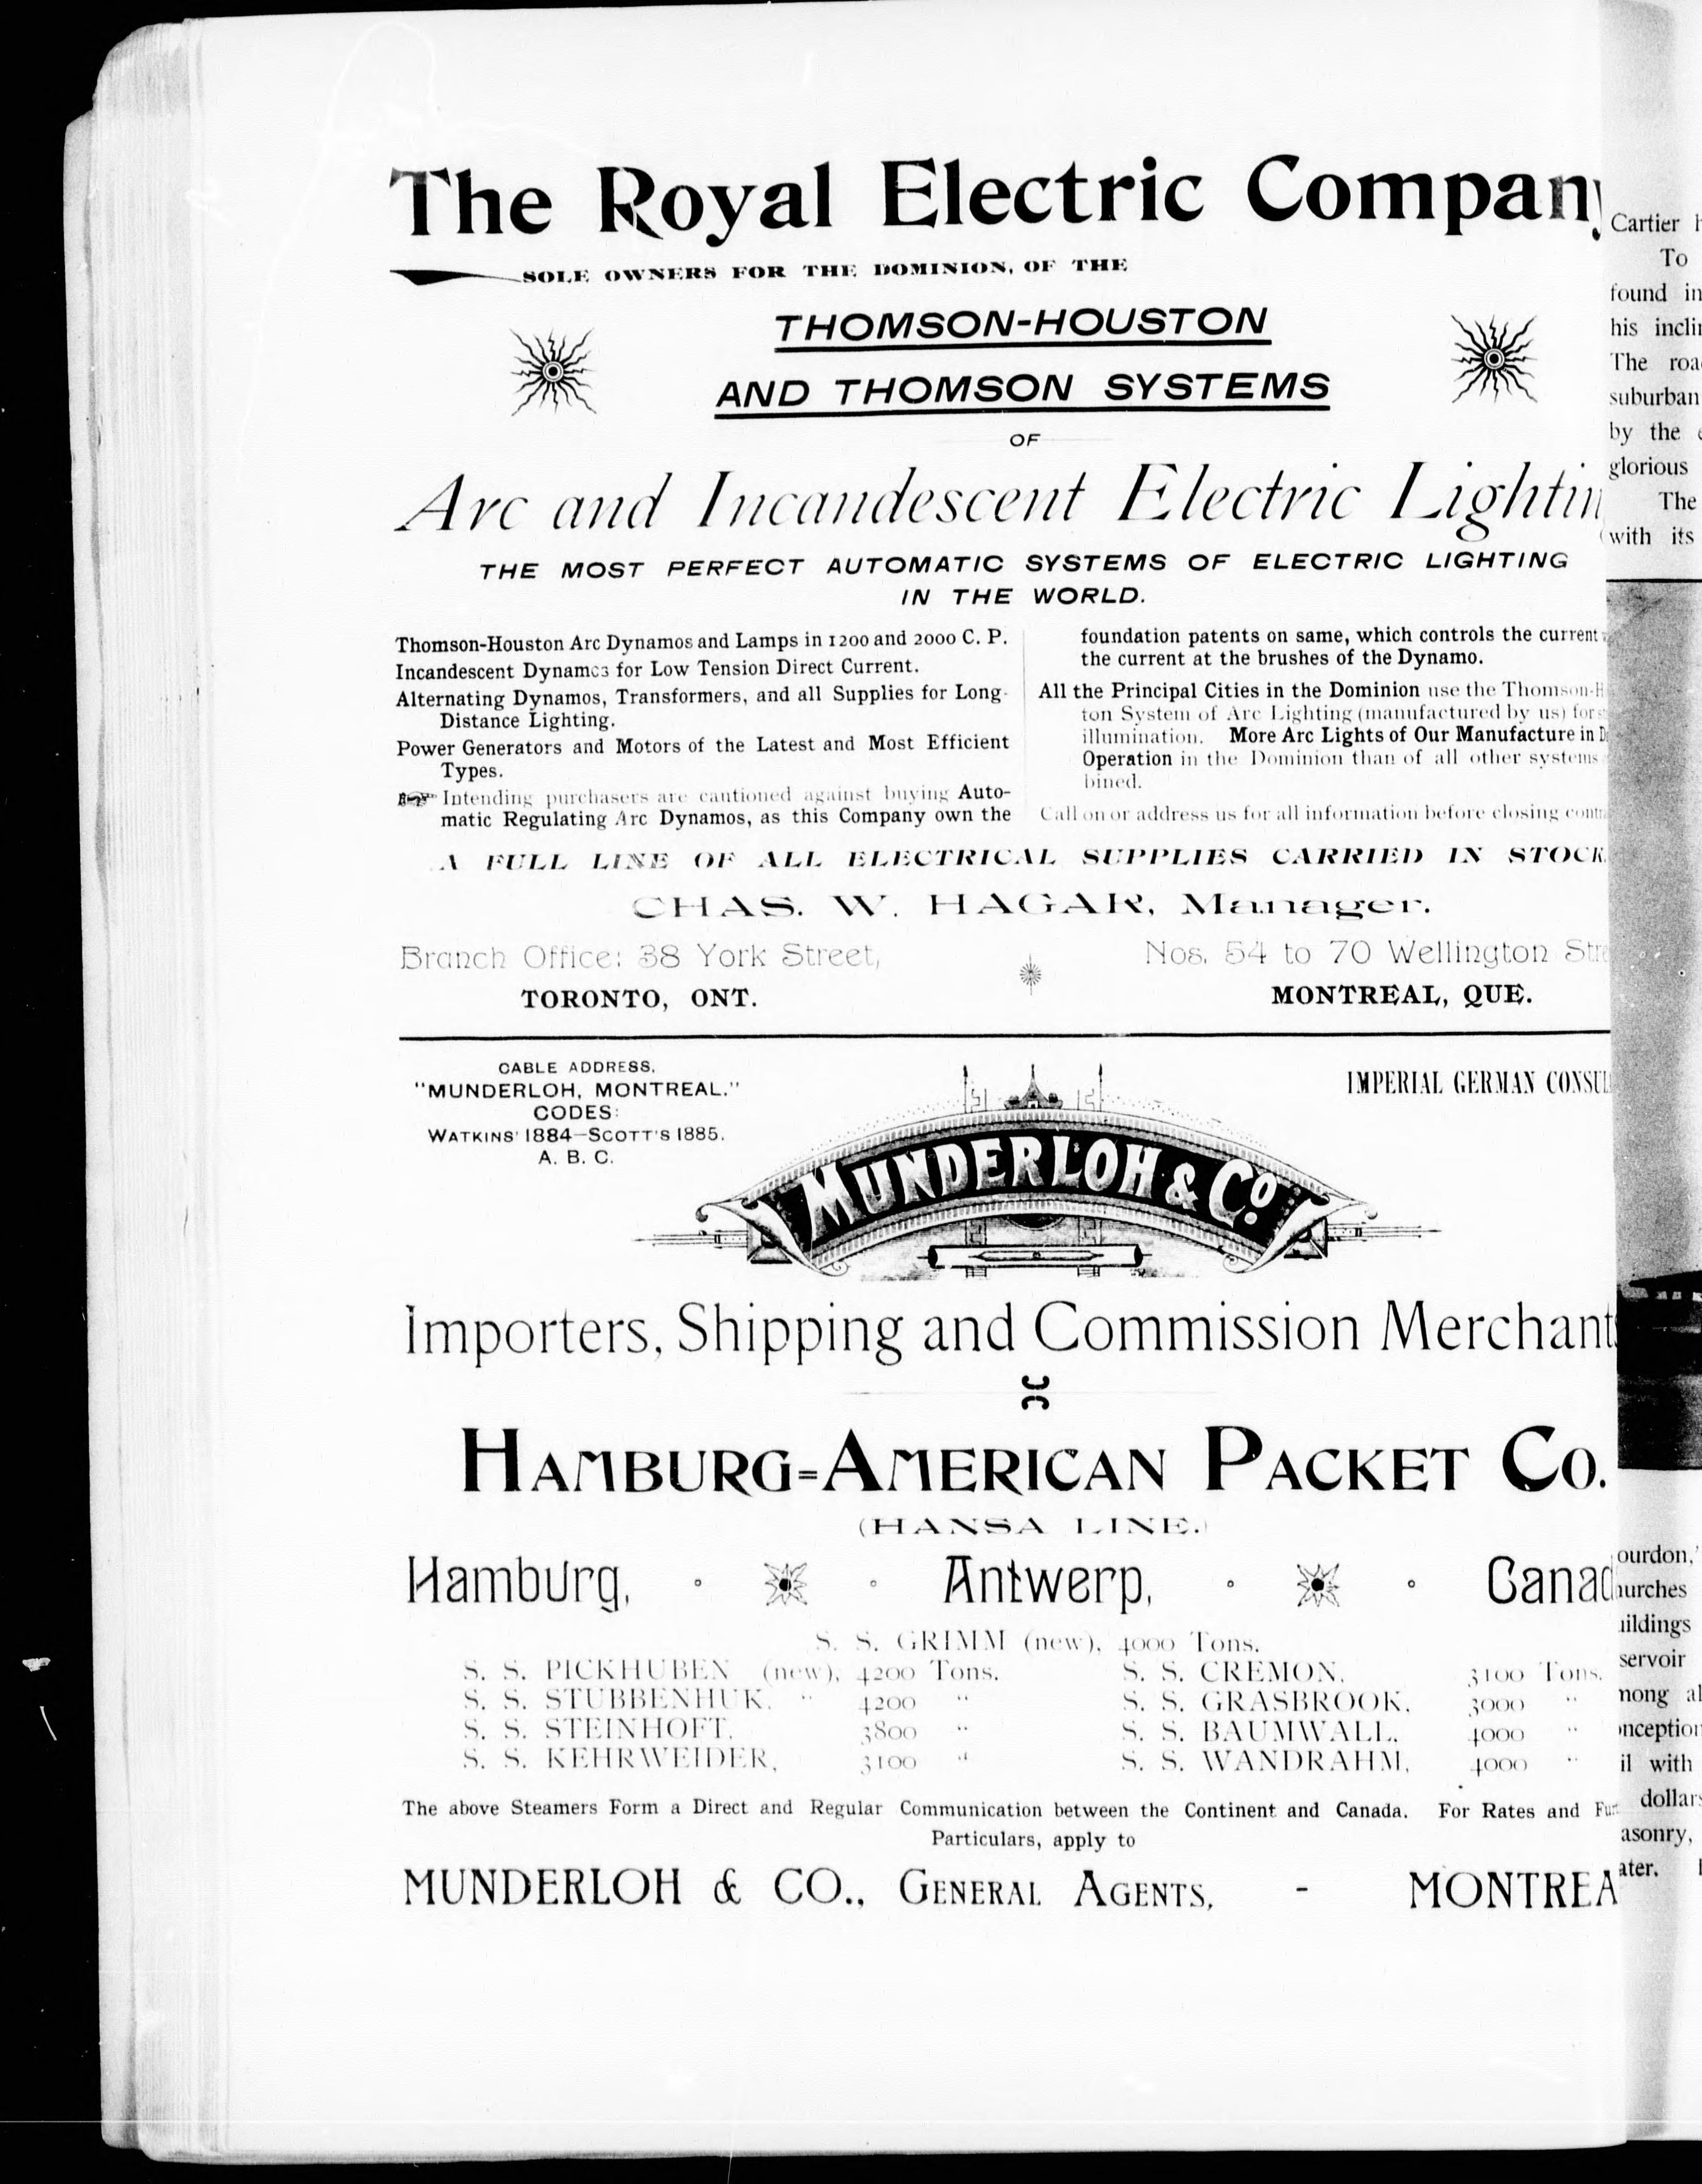 The Royal Electric Company
SOLE OWNERS FOR THE DOMINION, OF THE
THOMSON-HOUSTON
AND THOMSON SYSTEMS
OF
Arc and Incandescent Electric Lightin
THE MOST PERFECT AUTOMATIC SYSTEMS OF ELECTRIC LIGHTING
IN THE WORLD.
Thomson-Houston Arc Dynamos and Lamps in 1200 and 2000 C. P.
Incandescent Dynamos for Low Tension Direct Current.
Alternating Dynamos, Transformers, and all Supplies for Long-
Distance Lighting.
Power Generators and Motors of the Latest and Most Efficient
Types.
Intending purchasers are cautioned against buying Auto-
matic Regulating Arc Dynamos, as this Company own the
foundation patents on same, which controls the current
the current at the brushes of the Dynamo.
All the Principal Cities in the Dominion use the Thomson-H
ton System of Arc Lighting (manufactured by us) for s
illumination. More Arc Lights of Our Manufacture in D
Operation in the Dominion than of all other systems
bined.
Call on or address us for all information before closing contr
A FULL LINE OF ALL ELECTRICAL SUPPLIES CARRIED IN STOCK.
CHAS. W. HAGAR, Manager.
Branch Office: 38 York Street,
TORONTO, ONT.
Nos. 54 to 70 Wellington Stre
MONTREAL, QUE.
CABLE ADDRESS,
"MUNDERLOH, MONTREAL."
CODES:
WATKINS' 1884—SCOTT'S 1885.
A. B. C.
IMPERIAL GERMAN CONSUL
MUNDERLOH & Co.
Importers, Shipping and Commission Merchants
HAMBURG=AMERICAN PACKET CO.
(HANSA LINE.)
Hamburg, Antwerp, Canad
S. S. GRIMM (new), 4000 Tons.
S. S. PICKHUBEN (new), 4200 Tons. S. S. CREMON, 3100 Tons.
S. S. STUBBENHUK, " 4200 " S. S. GRASBROOK, 3000 "
S. S. STEINHOFT, 3800 " S. S. BAUMWALL, 4000 "
S. S. KEHRWEIDER, 3100 " S. S. WANDRAHM, 4000 "
The above Steamers Form a Direct and Regular Communication between the Continent and Canada. For Rates and Fur
Particulars, apply to
MUNDERLOH & CO., GENERAL AGENTS, - MONTREA
Cartier h
To
found in
his inclin
The roa
suburban
by the
glorious
The
with its
ourdon,'
urches
ildings
servoir
mong al
nception
il with
dollars
asonry,
ater.